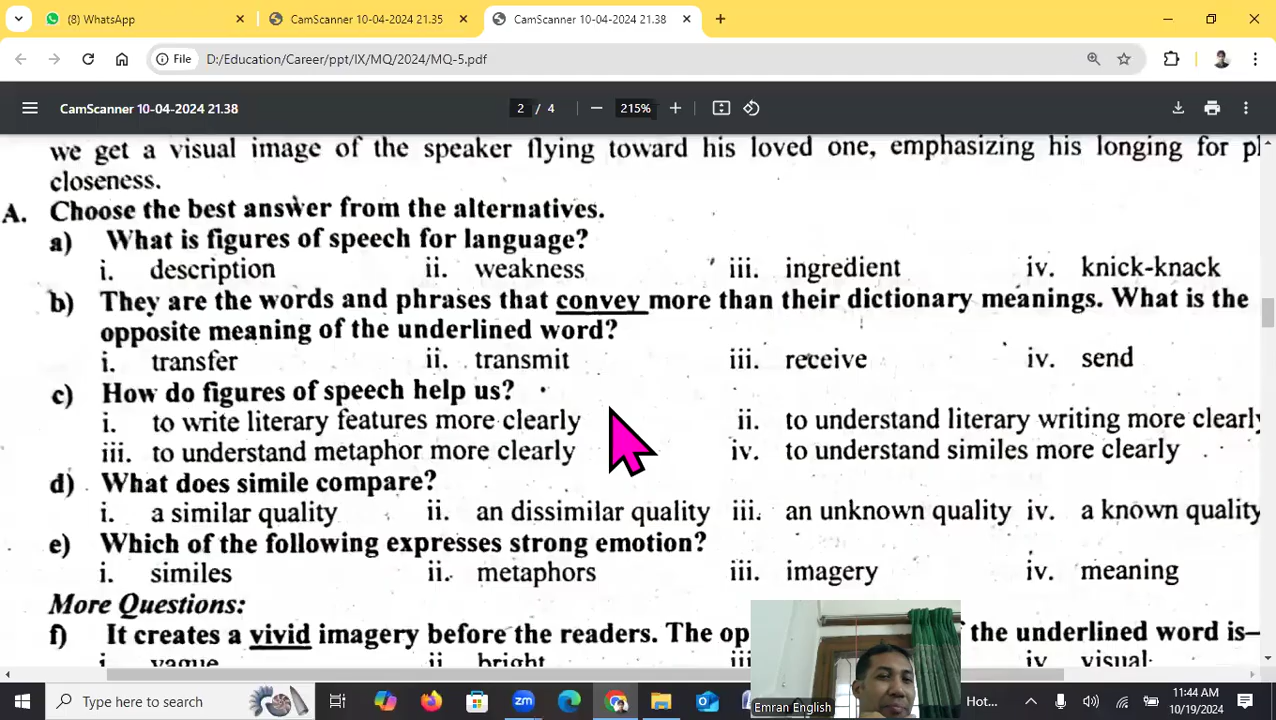 (8) WhatsApp
CamScanner 10-04-2024 21.35
CamScanner 10-04-2024 21.38
File
D:/Education/Career/ppt/IX/MQ/2024/MQ-5.pdf
CamScanner 10-04-2024 21.38
2 / 4
215%
we get a visual image of the speaker flying toward his loved one, emphasizing his longing for
closeness.
A. Choose the best answer from the alternatives.
a) What is figures of speech for language?
i. description ii. weakness iii. ingredient iv. knick-knack
b) They are the words and phrases that convey more than their dictionary meanings. What is the
opposite meaning of the underlined word?
i. transfer ii. transmit iii. receive iv. send
c) How do figures of speech help us?
i. to write literary features more clearly ii. to understand literary writing more clearly
iii. to understand metaphor more clearly iv. to understand similes more clearly
d) What does simile compare?
i. a similar quality ii. an dissimilar quality iii. an unknown quality iv. a known quality
e) Which of the following expresses strong emotion?
i. similes ii. metaphors iii. imagery iv. meaning
More Questions:
f) It creates a vivid imagery before the readers. The op of the underlined word is–
i. vague ii. bright iii. iv. visual
Emran English
Type here to search
zm
Hot...
11:44 AM
10/19/2024